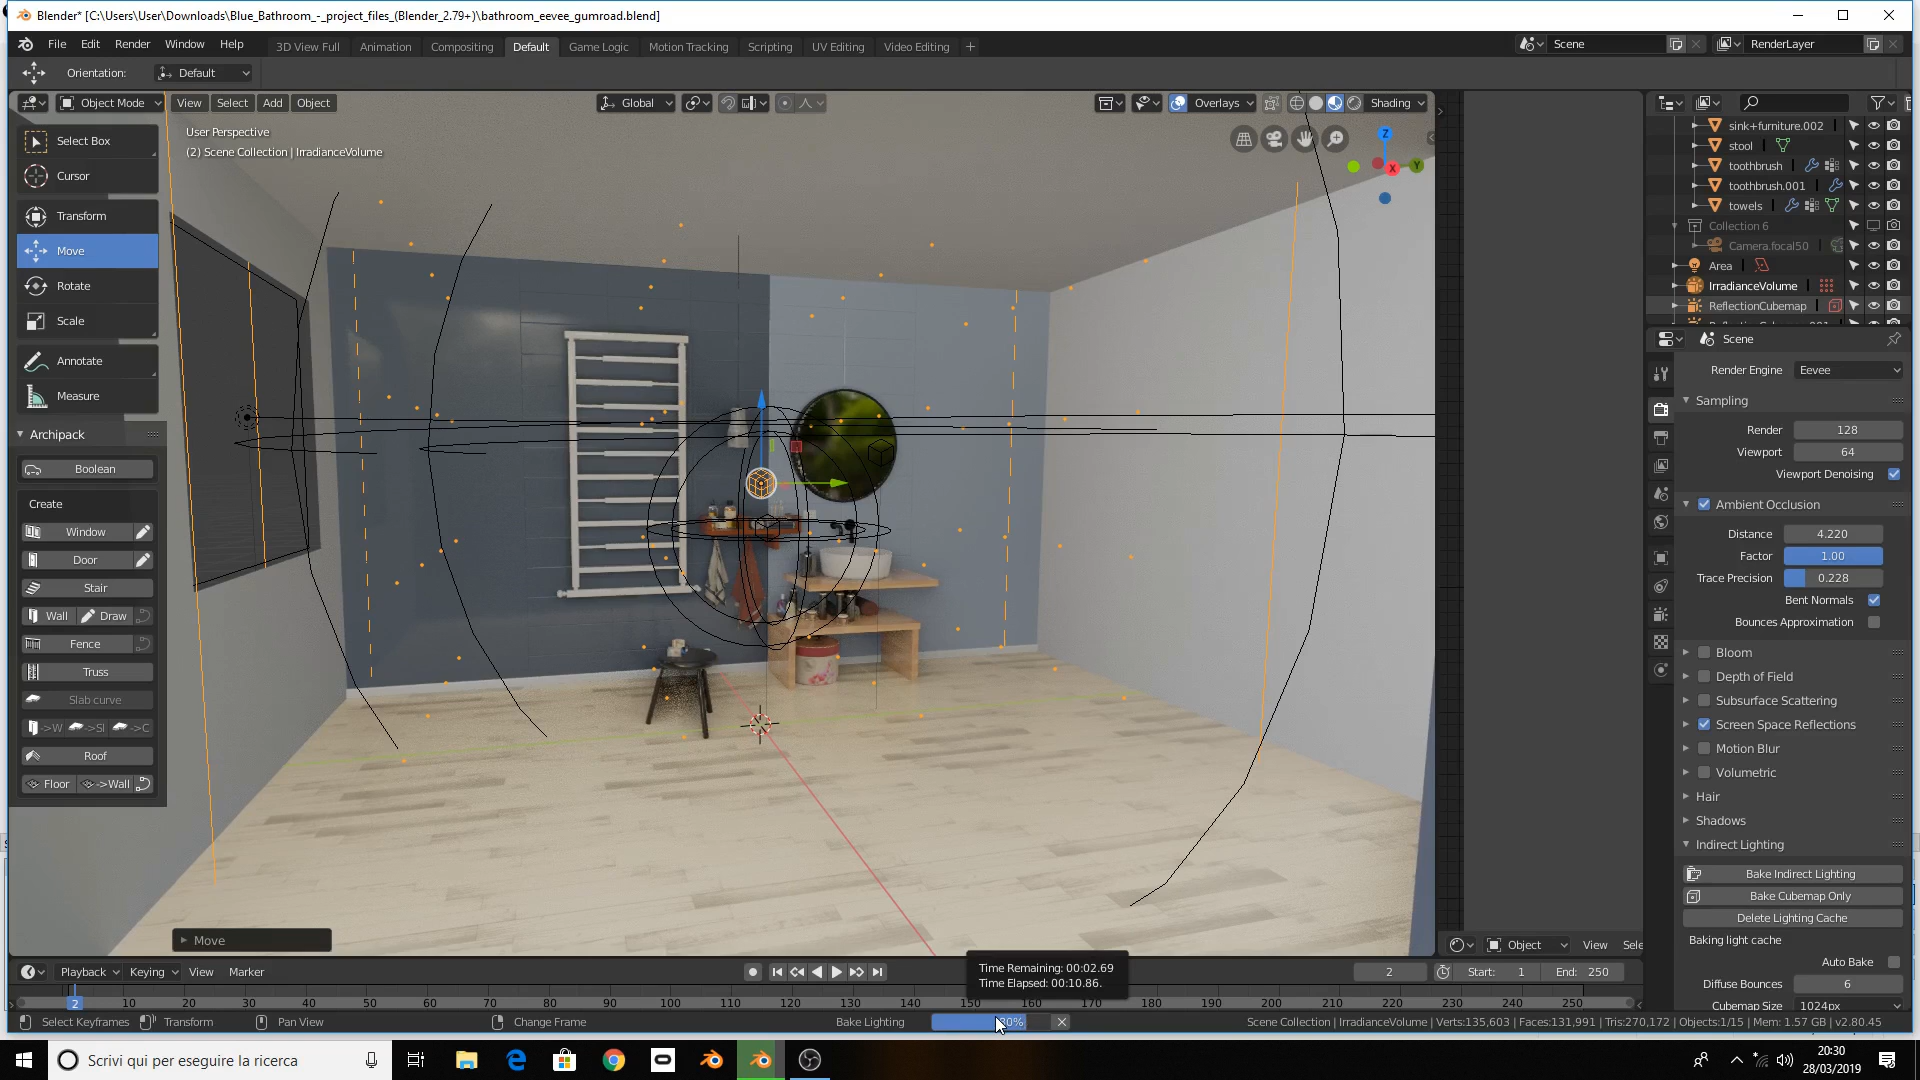 Blender* [C:\Users\User\Downloads\Blue_Bathroom_-_project_files_(Blender_2.79+)\bathroom_eevee_gumroad.blend]
File Edit Render Window Help 3D View Full Animation Compositing Default Game Logic Motion Tracking Scripting UV Editing Video Editing + Scene RenderLayer
Orientation: Default
Object Mode View Select Add Object Global Overlays Shading
User Perspective
(2) Scene Collection | IrradianceVolume
Select Box
Cursor
Transform
Move
Rotate
Scale
Annotate
Measure
Archipack
Boolean
Create
Window
Door
Stair
Wall Draw
Fence
Truss
Slab curve
->W ->Sl ->C
Roof
Floor ->Wall
Move
Z
X
Y
sink+furniture.002
stool
toothbrush
toothbrush.001
towels
Collection 6
Camera.focal50
Area
IrradianceVolume
ReflectionCubemap
Scene
Render Engine Eevee
Sampling
Render 128
Viewport 64
Viewport Denoising
Ambient Occlusion
Distance 4.220
Factor 1.00
Trace Precision 0.228
Bent Normals
Bounces Approximation
Bloom
Depth of Field
Subsurface Scattering
Screen Space Reflections
Motion Blur
Volumetric
Hair
Shadows
Indirect Lighting
Bake Indirect Lighting
Bake Cubemap Only
Delete Lighting Cache
Baking light cache
Auto Bake
Diffuse Bounces 6
Cubemap Size 1024px
Object View Sele
Playback Keying View Marker 2 Start: 1 End: 250
Time Remaining: 00:02.69
Time Elapsed: 00:10.86.
2 10 20 30 40 50 60 70 80 90 100 110 120 130 140 150 160 170 180 190 200 210 220 230 240 250
Select Keyframes Transform Pan View Change Frame Bake Lighting Scene Collection | IrradianceVolume | Verts:135,603 | Faces:131,991 | Tris:270,172 | Objects:1/15 | Mem: 1.57 GB | v2.80.45
Scrivi qui per eseguire la ricerca
20:30
28/03/2019